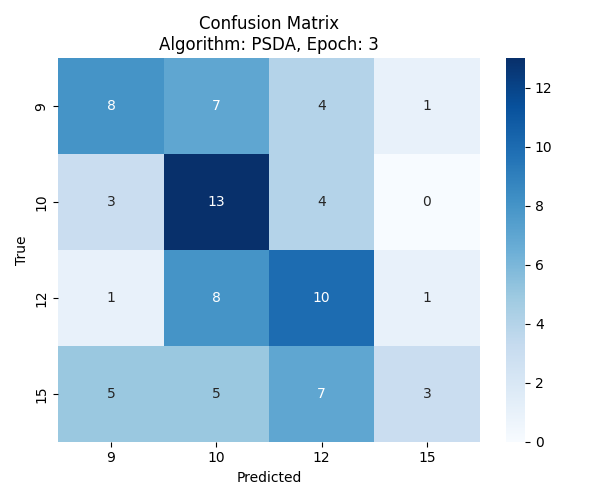 Confusion Matrix
Algorithm: PSDA, Epoch: 3
9 8 7 4 1
10 3 13 4 0
12 1 8 10 1
15 5 5 7 3
9 10 12 15
True
Predicted
12
10
8
6
4
2
0